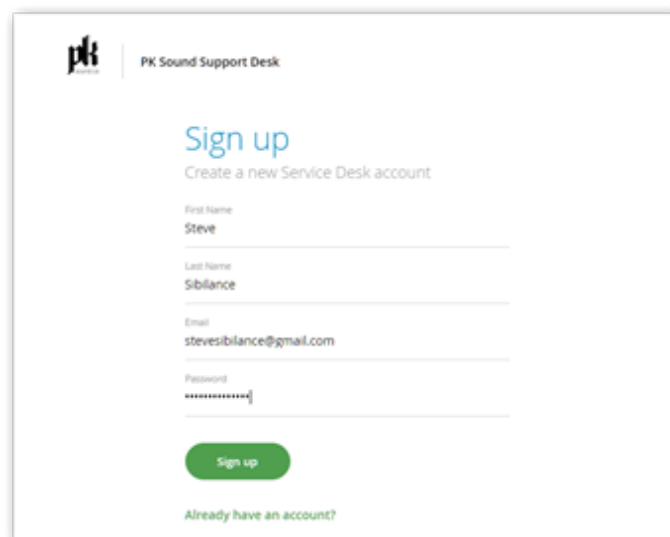 pk
PK Sound Support Desk
Sign up
Create a new Service Desk account
First Name
Steve
Last Name
Sibilance
Email
stevesibilance@gmail.com
Password
Sign up
Already have an account?